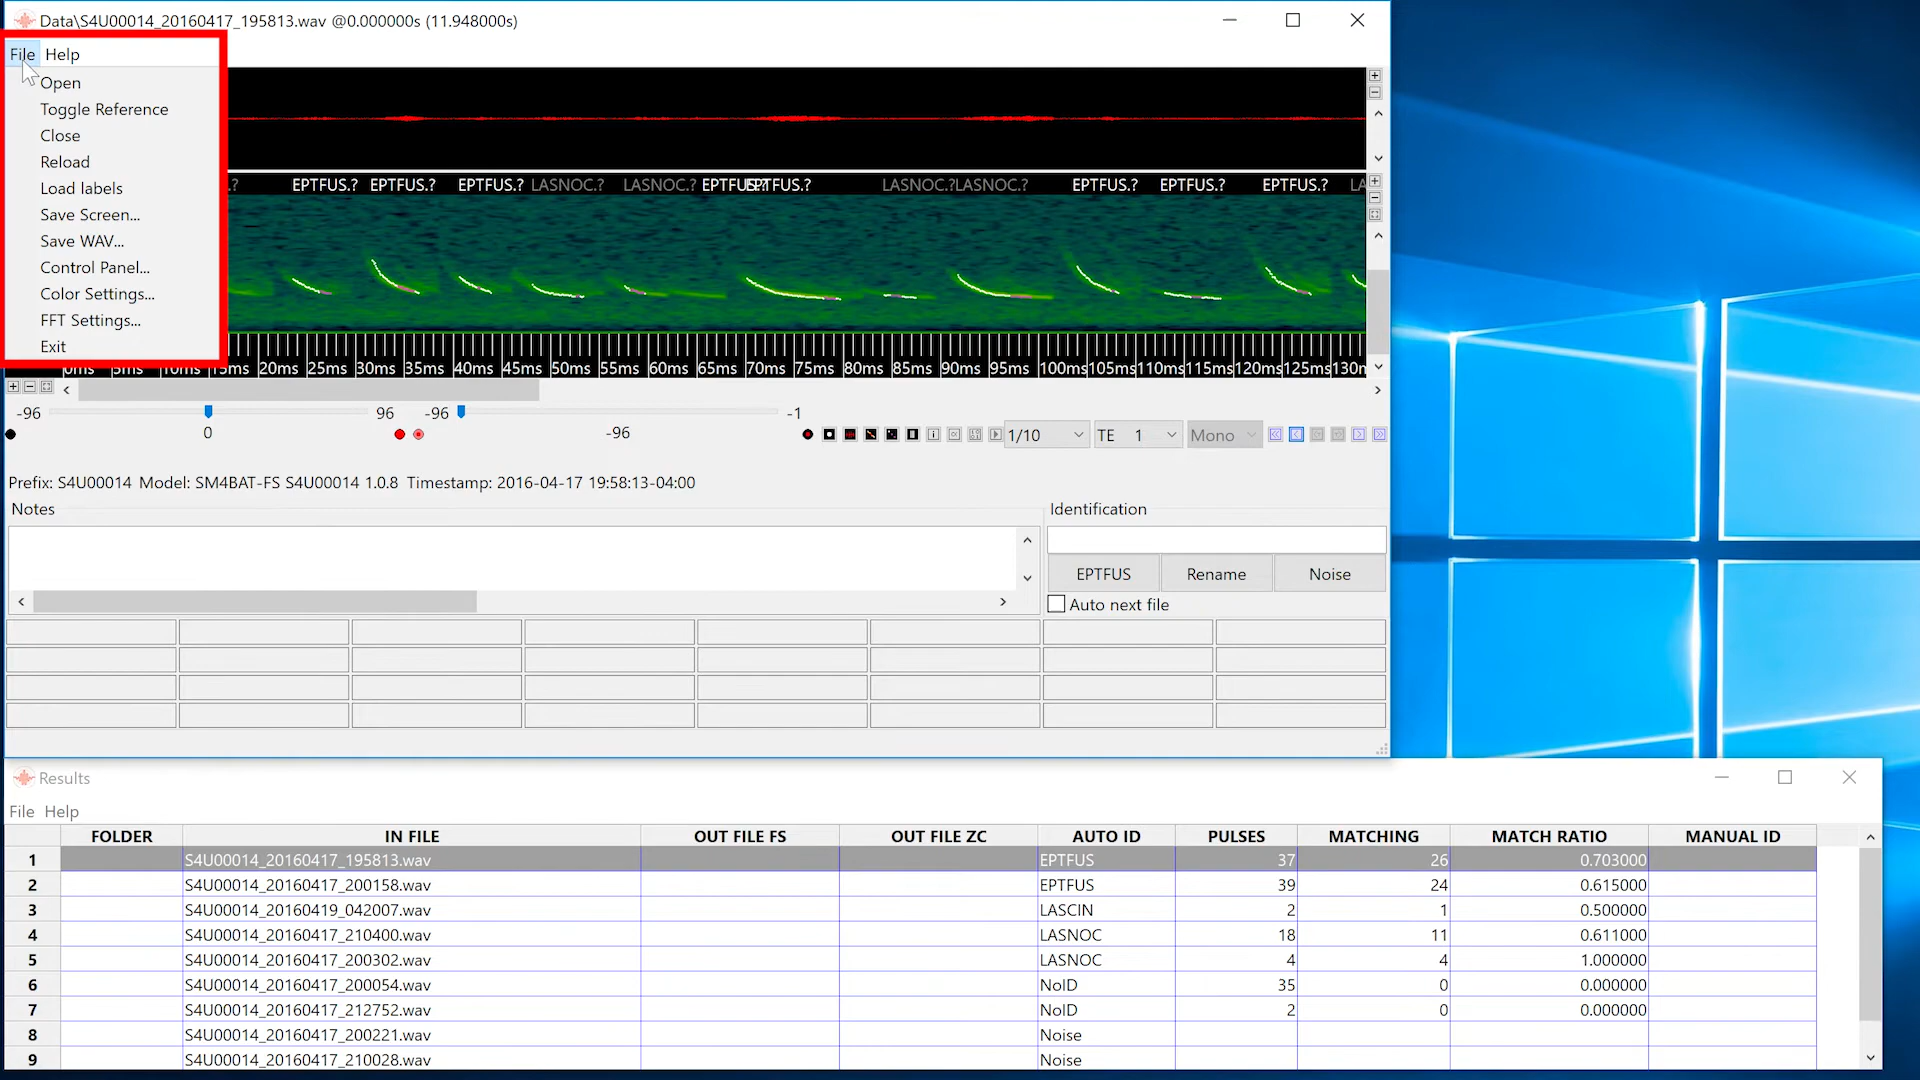 Data\S4U00014_20160417_195813.wav @0.000000s (11.948000s)
File Help
Open
Toggle Reference
Close
Reload
Load labels
Save Screen...
Save WAV...
Control Panel...
Color Settings...
FFT Settings...
Exit
.? EPTFUS.? EPTFUS.? EPTFUS.? LASNOC.? LASNOC.? EPTFUS.? EPTFUS.? LASNOC.? LASNOC.? EPTFUS.? EPTFUS.? EPTFUS.? LA
0ms 5ms 10ms 15ms 20ms 25ms 30ms 35ms 40ms 45ms 50ms 55ms 60ms 65ms 70ms 75ms 80ms 85ms 90ms 95ms 100ms 105ms 110ms 115ms 120ms 125ms 130m
-96 96 -96 -1
0 -96
1/10 TE 1 Mono
Prefix: S4U00014 Model: SM4BAT-FS S4U00014 1.0.8 Timestamp: 2016-04-17 19:58:13-04:00
Notes Identification
EPTFUS Rename Noise
Auto next file
Results
File Help
FOLDER IN FILE OUT FILE FS OUT FILE ZC AUTO ID PULSES MATCHING MATCH RATIO MANUAL ID
1 S4U00014_20160417_195813.wav EPTFUS 37 26 0.703000
2 S4U00014_20160417_200158.wav EPTFUS 39 24 0.615000
3 S4U00014_20160419_042007.wav LASCIN 2 1 0.500000
4 S4U00014_20160417_210400.wav LASNOC 18 11 0.611000
5 S4U00014_20160417_200302.wav LASNOC 4 4 1.000000
6 S4U00014_20160417_200054.wav NoID 35 0 0.000000
7 S4U00014_20160417_212752.wav NoID 2 0 0.000000
8 S4U00014_20160417_200221.wav Noise
9 S4U00014_20160417_210028.wav Noise